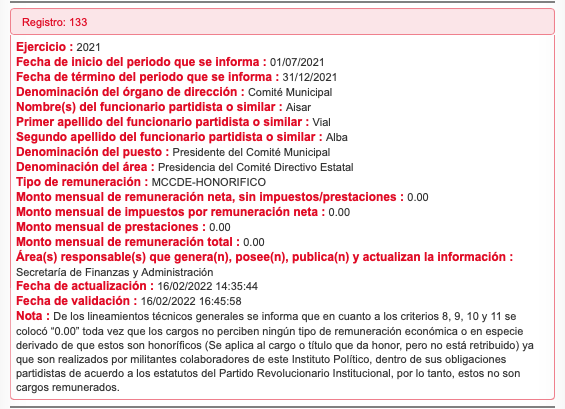 Registro: 133
Ejercicio : 2021
Fecha de inicio del periodo que se informa : 01/07/2021
Fecha de término del periodo que se informa : 31/12/2021
Denominación del órgano de dirección : Comité Municipal
Nombre(s) del funcionario partidista o similar : Aisar
Primer apellido del funcionario partidista o similar : Vial
Segundo apellido del funcionario partidista o similar : Alba
Denominación del puesto : Presidente del Comité Municipal
Denominación del área : Presidencia del Comité Directivo Estatal
Tipo de remuneración : MCCDE-HONORIFICO
Monto mensual de remuneración neta, sin impuestos/prestaciones : 0.00
Monto mensual de impuestos por remuneración neta : 0.00
Monto mensual de prestaciones : 0.00
Monto mensual de remuneración total : 0.00
Área(s) responsable(s) que genera(n), posee(n), publica(n) y actualizan la información :
Secretaría de Finanzas y Administración
Fecha de actualización : 16/02/2022 14:35:44
Fecha de validación : 16/02/2022 16:45:58
Nota : De los lineamientos técnicos generales se informa que en cuanto a los criterios 8, 9, 10 y 11 se
colocó “0.00” toda vez que los cargos no perciben ningún tipo de remuneración económica o en especie
derivado de que estos son honoríficos (Se aplica al cargo o título que da honor, pero no está retribuido) ya
que son realizados por militantes colaboradores de este Instituto Político, dentro de sus obligaciones
partidistas de acuerdo a los estatutos del Partido Revolucionario Institucional, por lo tanto, estos no son
cargos remunerados.